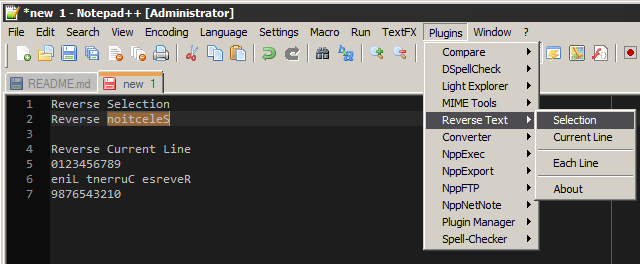 *new 1 - Notepad++ [Administrator]
File Edit Search View Encoding Language Settings Macro Run TextFX Plugins Window ?
README.md new 1
1 Reverse Selection
2 Reverse noitceleS
3
4 Reverse Current Line
5 0123456789
6 eniL tnerruC esreveR
7 9876543210
Compare
DSpellCheck
Light Explorer
MIME Tools
Reverse Text
Converter
NppExec
NppExport
NppFTP
NppNetNote
Plugin Manager
Spell-Checker
Selection
Current Line
Each Line
About